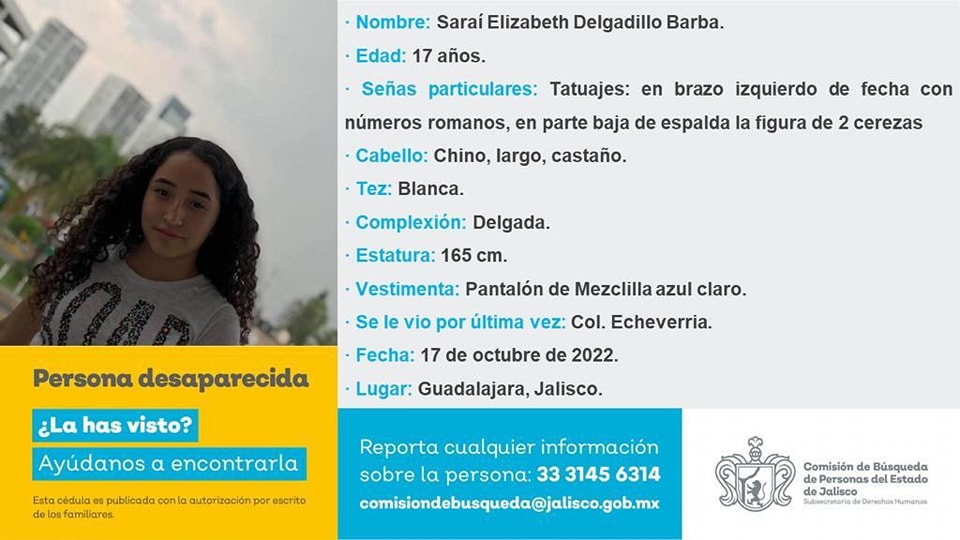 · Nombre: Saraí Elizabeth Delgadillo Barba.
· Edad: 17 años.
· Señas particulares: Tatuajes: en brazo izquierdo de fecha con
números romanos, en parte baja de espalda la figura de 2 cerezas
· Cabello: Chino, largo, castaño.
· Tez: Blanca.
· Complexión: Delgada.
· Estatura: 165 cm.
· Vestimenta: Pantalón de Mezclilla azul claro.
· Se le vio por última vez: Col. Echeverria.
· Fecha: 17 de octubre de 2022.
· Lugar: Guadalajara, Jalisco.
Persona desaparecida
¿La has visto?
Ayúdanos a encontrarla
Esta cédula es publicada con la autorización por escrito
de los familiares.
Reporta cualquier información
sobre la persona: 33 3145 6314
comisiondebusqueda@jalisco.gob.mx
Comisión de Búsqueda
de Personas del Estado
de Jalisco
Subsecretaría de Derechos Humanos